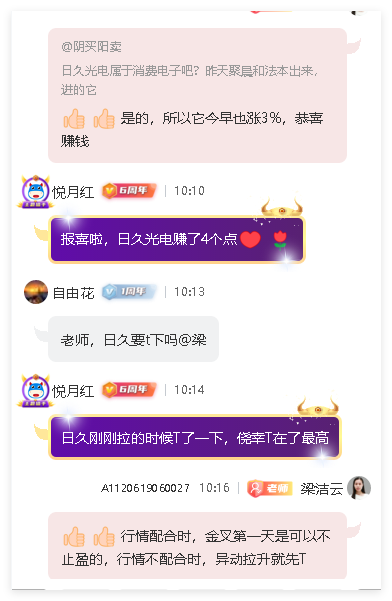 @阴买阳卖
日久光电属于消费电子吧？昨天聚晨和法本出来，
进的它
是的，所以它今早也涨3%，恭喜
赚钱
悦月红 6周年 10:10
报喜啦，日久光电赚了4个点
自由花 1周年 10:13
老师，日久要t下吗@梁
悦月红 6周年 10:14
日久刚刚拉的时候T了一下，侥幸T在了最高
A1120619060027 10:16 老师 梁洁云
行情配合时，金叉第一天是可以不
止盈的，行情不配合时，异动拉升就先T